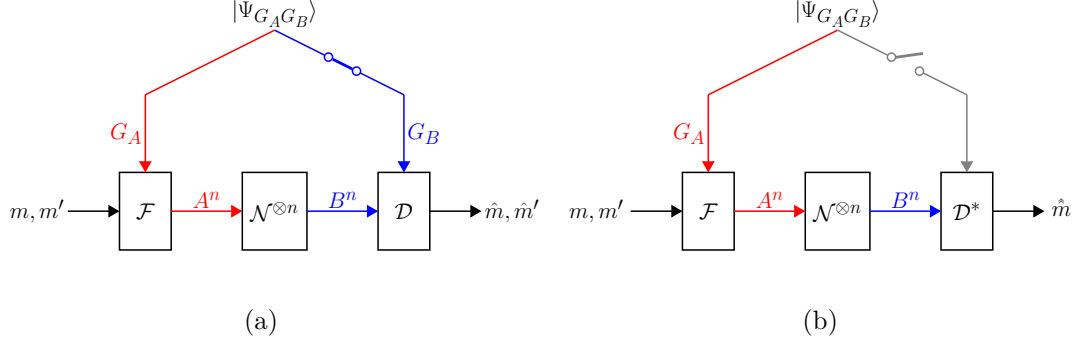 |Ψ_{G_A G_B}⟩ |Ψ_{G_A G_B}⟩
G_A G_B G_A
m, m′ F A^n N^{⊗n} B^n D m̂, m̂′ m, m′ F A^n N^{⊗n} B^n D* m̂̂
(a) (b)